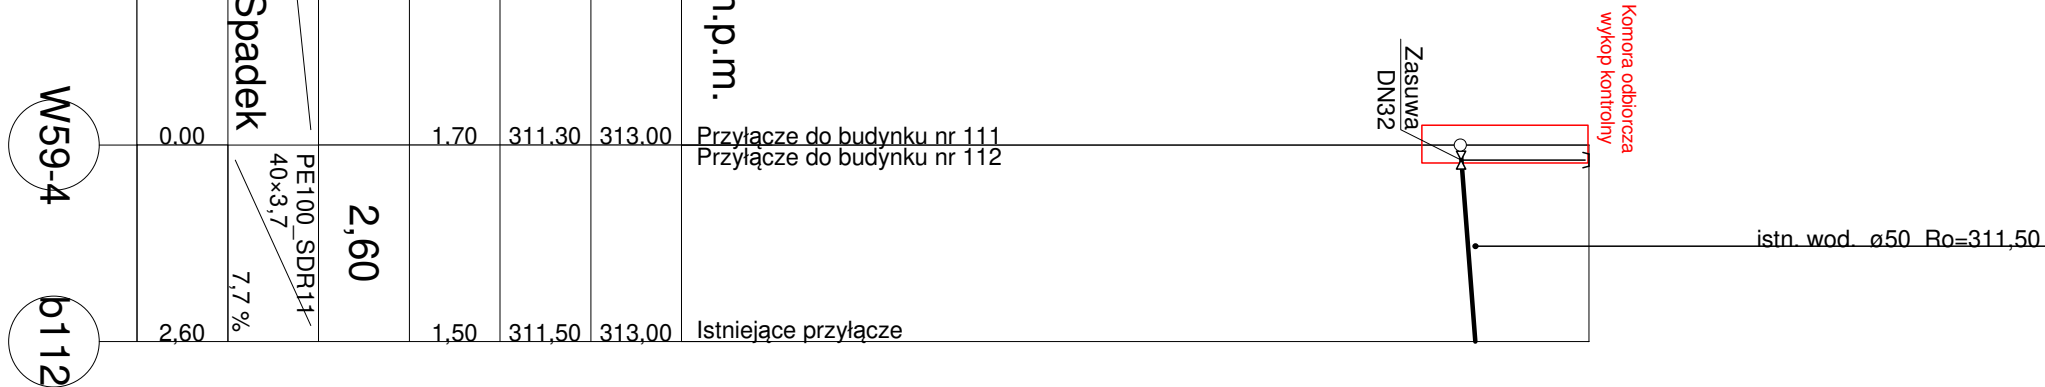 Spadek
n.p.m.
Komora odbiorcza
wykop kontrolny
Zasuwa
DN32
W59-4
0.00
1.70
311.30
313.00
Przyłącze do budynku nr 111
Przyłącze do budynku nr 112
PE100_SDR11
40×3,7
2,60
7,7 %
istn. wod. ø50 Ro=311,50
b112
2,60
1,50
311,50
313,00
Istniejące przyłącze